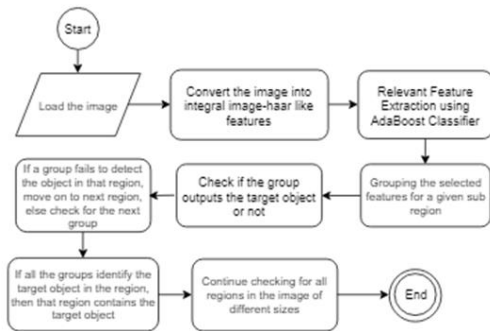 Start
Load the image
Convert the image into
integral image-haar like
features
Relevant Feature
Extraction using
AdaBoost Classifier
Grouping the selected
features for a given sub
region
Check if the group
outputs the target object
or not
If a group fails to detect
the object in that region,
move on to next region,
else check for the next
group
If all the groups identify the
target object in the region,
then that region contains the
target object
Continue checking for all
regions in the image of
different sizes
End